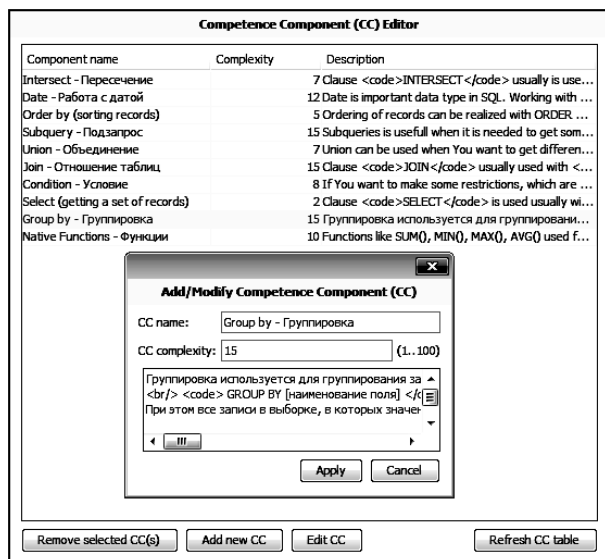 Competence Component (CC) Editor
Component name Complexity Description
Intersect - Пересечение 7 Clause <code>INTERSECT</code> usually is use...
Date - Работа с датой 12 Date is important data type in SQL. Working with ...
Order by (sorting records) 5 Ordering of records can be realized with ORDER ...
Subquery - Подзапрос 15 Subqueries is usefull when it is needed to get som...
Union - Объединение 7 Union can be used when You want to get differen...
Join - Отношение таблиц 15 Clause <code>JOIN</code> usually used with <...
Condition - Условие 8 If You want to make some restrictions, which are ...
Select (getting a set of records) 2 Clause <code>SELECT</code> is used usually wi...
Group by - Группировка 15 Группировка используется для группировани...
Native Functions - Функции 10 Functions like SUM(), MIN(), MAX(), AVG() used f...
Add/Modify Competence Component (CC)
CC name: Group by - Группировка
CC complexity: 15 (1..100)
Группировка используется для группирования за
<br/> <code> GROUP BY [наименование поля] </c
При этом все записи в выборке, в которых значен
Apply Cancel
Remove selected CC(s) Add new CC Edit CC Refresh CC table